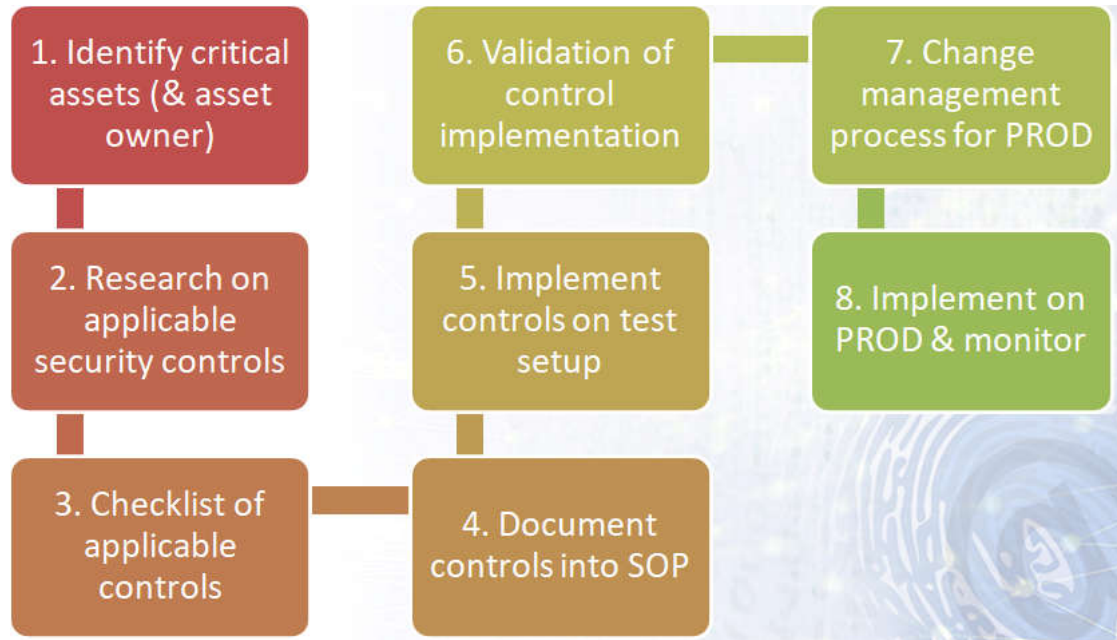 1. Identify critical
assets (& asset
owner)
2. Research on
applicable
security controls
3. Checklist of
applicable
controls
4. Document
controls into SOP
5. Implement
controls on test
setup
6. Validation of
control
implementation
7. Change
management
process for PROD
8. Implement on
PROD & monitor